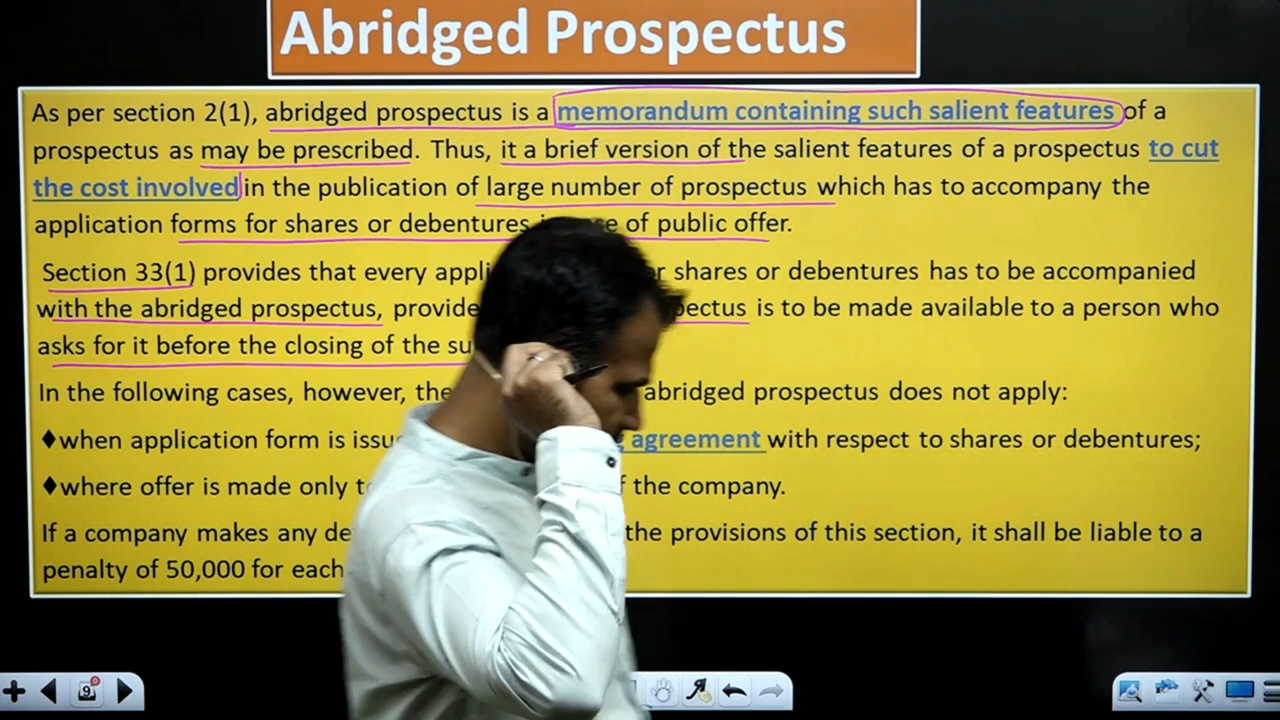 Abridged Prospectus
As per section 2(1), abridged prospectus is a memorandum containing such salient features of a
prospectus as may be prescribed. Thus, it a brief version of the salient features of a prospectus to cut
the cost involved in the publication of large number of prospectus which has to accompany the
application forms for shares or debentures of public offer.
Section 33(1) provides that every shares or debentures has to be accompanied
with the abridged prospectus, is to be made available to a person who
asks for it before the closing of the
In the following cases, however, abridged prospectus does not apply:
♦when application form is agreement with respect to shares or debentures;
♦where offer is made only the company.
If a company makes any the provisions of this section, it shall be liable to a
penalty of 50,000 for each
9